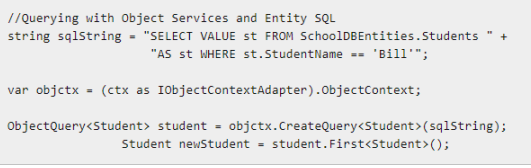 //Querying with Object Services and Entity SQL
string sqlString = "SELECT VALUE st FROM SchoolDBEntities.Students " +
"AS st WHERE st.StudentName == 'Bill'";
var objctx = (ctx as IObjectContextAdapter).ObjectContext;
ObjectQuery<Student> student = objctx.CreateQuery<Student>(sqlString);
Student newStudent = student.First<Student>();